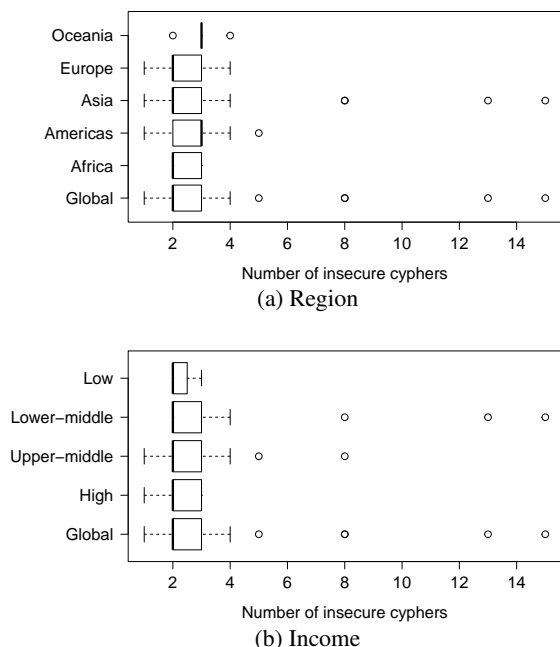 Oceania
Europe
Asia
Americas
Africa
Global
2 4 6 8 10 12 14
Number of insecure cyphers
(a) Region
Low
Lower−middle
Upper−middle
High
Global
2 4 6 8 10 12 14
Number of insecure cyphers
(b) Income